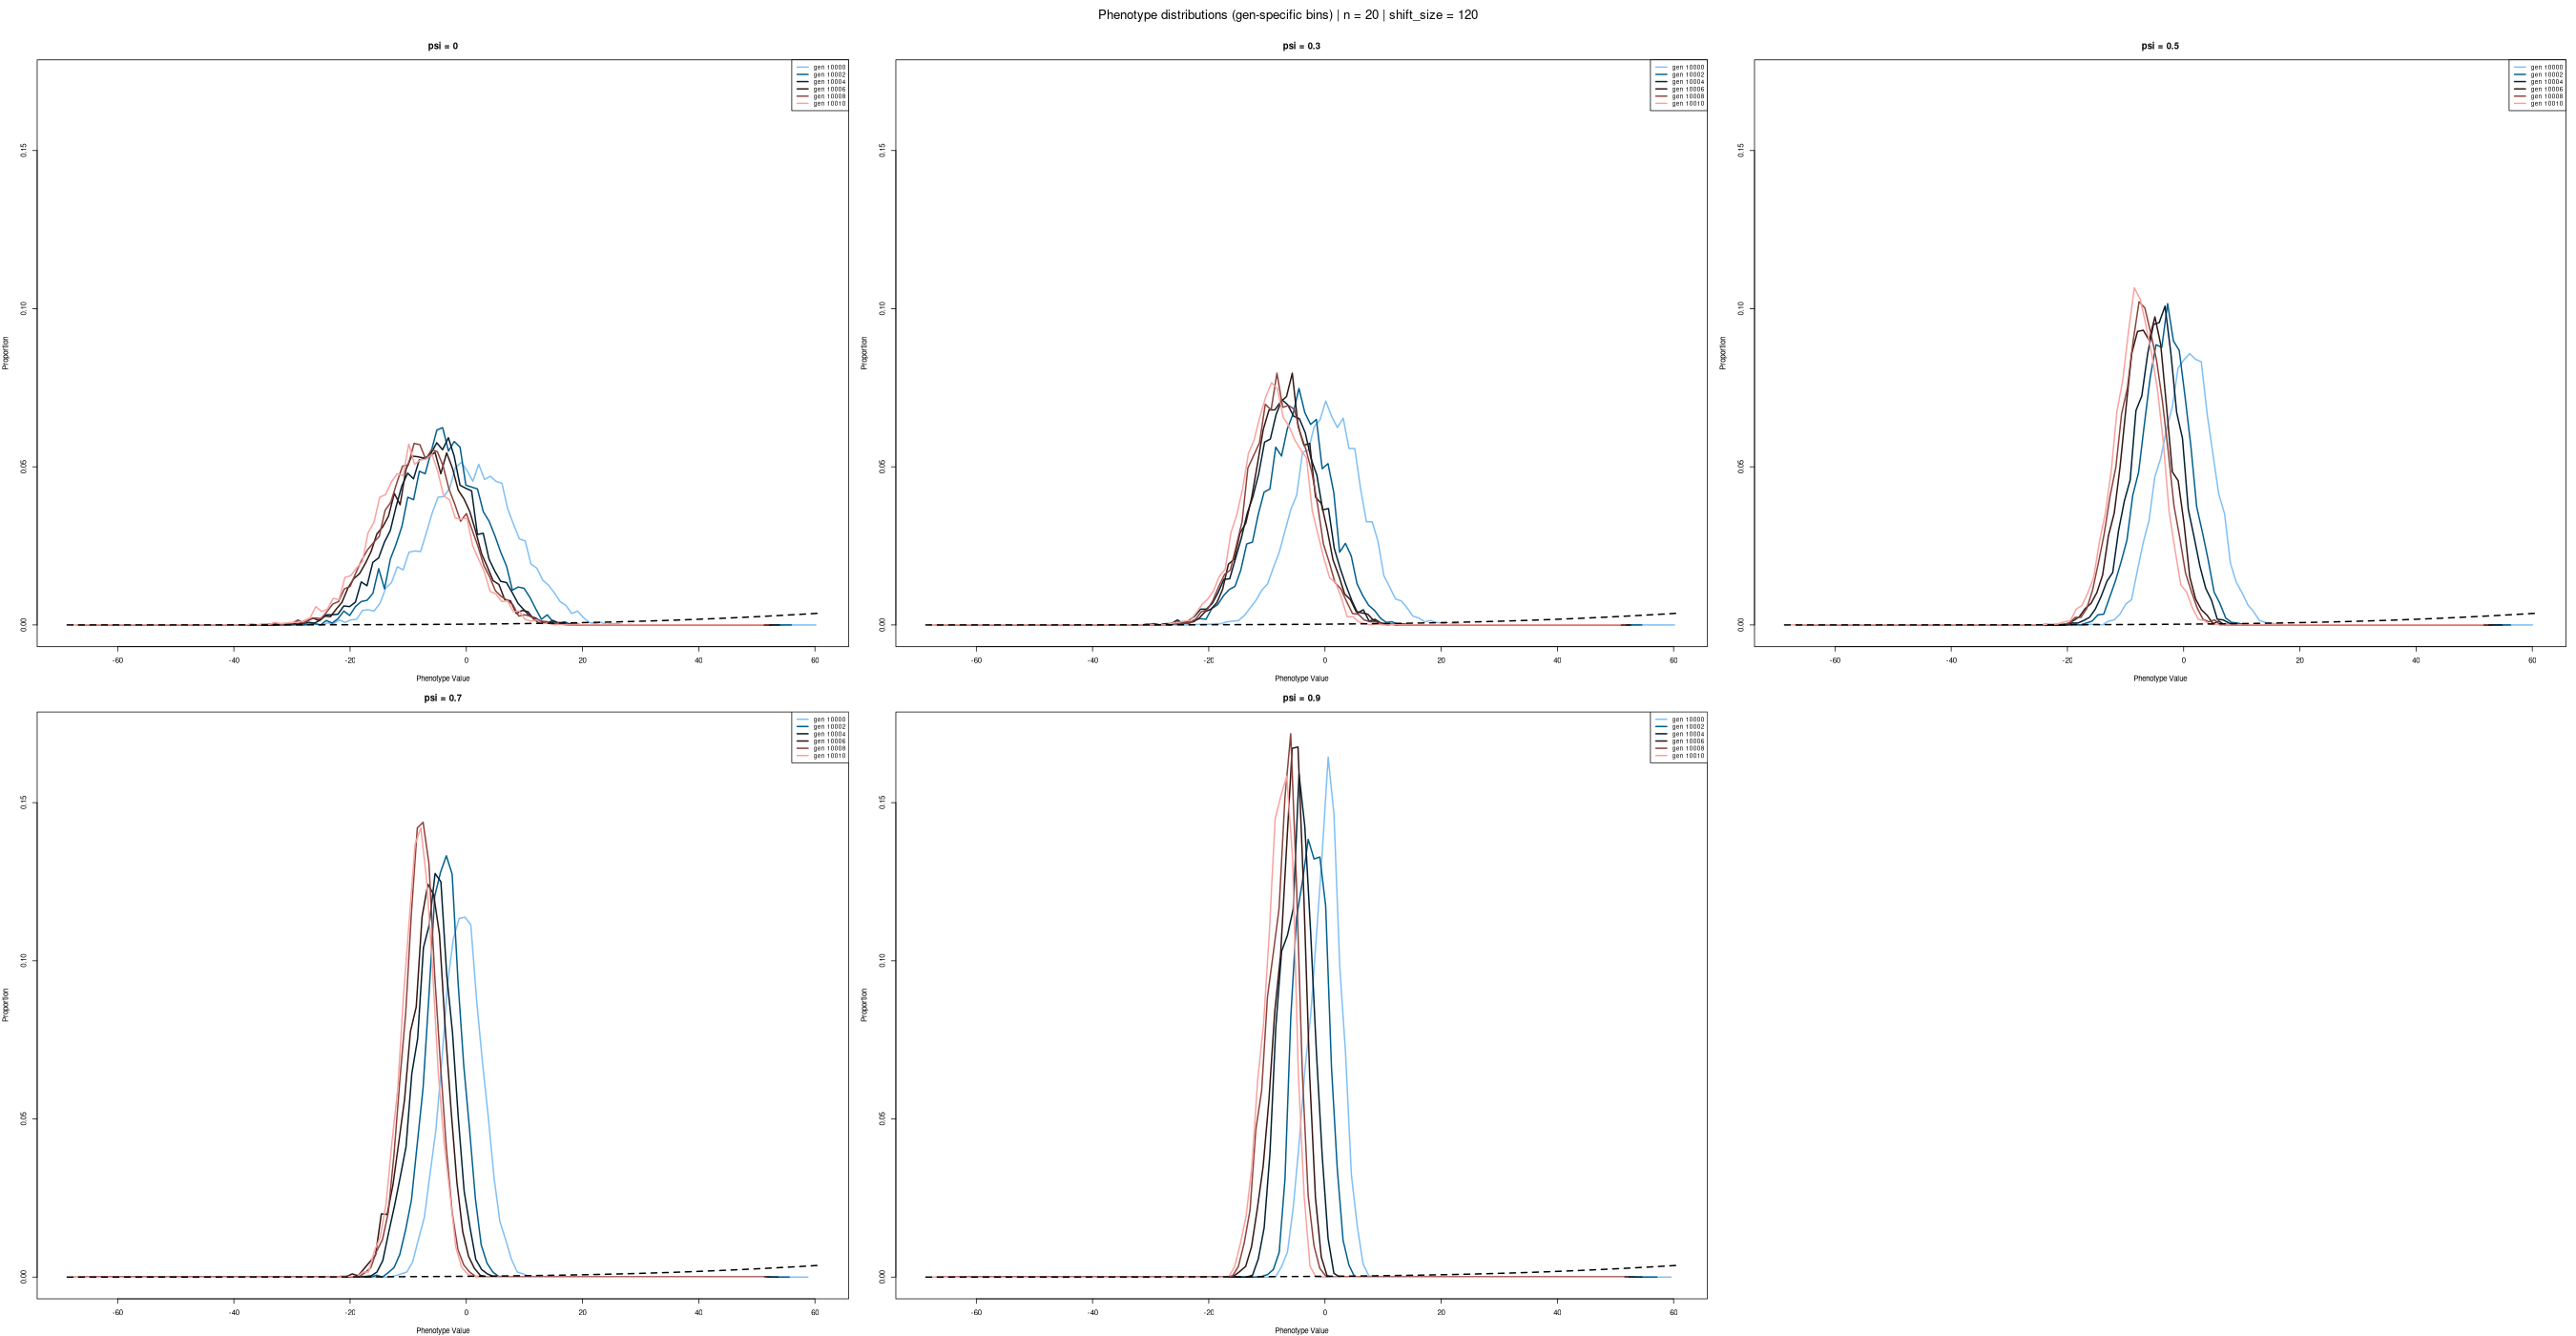 Phenotype distributions (gen-specific bins) | n = 20 | shift_size = 120
psi = 0
gen 10000
gen 10002
gen 10004
gen 10006
gen 10008
gen 10010
Proportion
0.15
0.10
0.05
0.00
-60 -40 -20 0 20 40 60
Phenotype Value
psi = 0.3
gen 10000
gen 10002
gen 10004
gen 10006
gen 10008
gen 10010
Proportion
0.15
0.10
0.05
0.00
-60 -40 -20 0 20 40 60
Phenotype Value
psi = 0.5
gen 10000
gen 10002
gen 10004
gen 10006
gen 10008
gen 10010
Proportion
0.15
0.10
0.05
0.00
-60 -40 -20 0 20 40 60
Phenotype Value
psi = 0.7
gen 10000
gen 10002
gen 10004
gen 10006
gen 10008
gen 10010
Proportion
0.15
0.10
0.05
0.00
-60 -40 -20 0 20 40 60
Phenotype Value
psi = 0.9
gen 10000
gen 10002
gen 10004
gen 10006
gen 10008
gen 10010
Proportion
0.15
0.10
0.05
0.00
-60 -40 -20 0 20 40 60
Phenotype Value